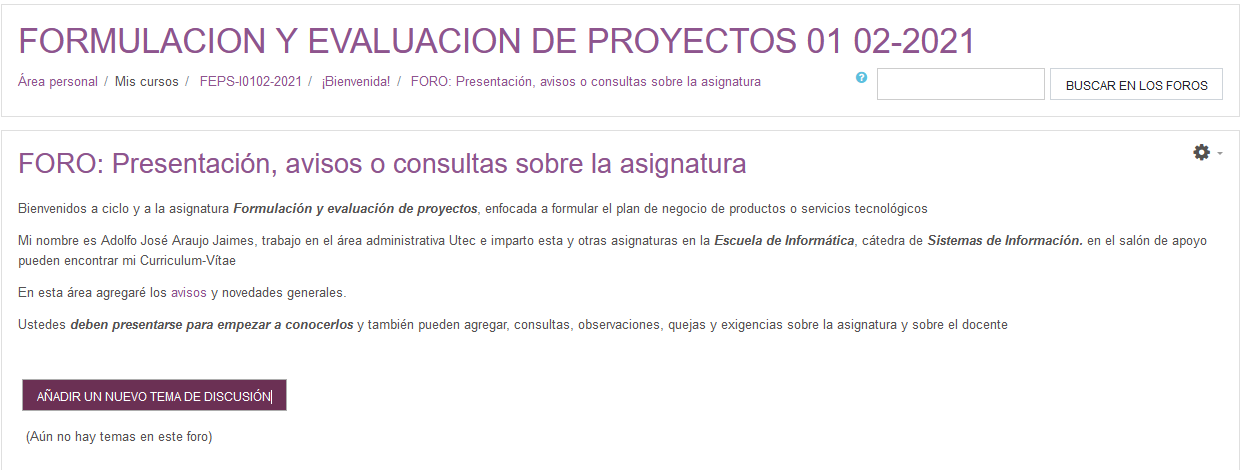 FORMULACION Y EVALUACION DE PROYECTOS 01 02-2021
Área personal / Mis cursos / FEPS-I0102-2021 / ¡Bienvenida! / FORO: Presentación, avisos o consultas sobre la asignatura
BUSCAR EN LOS FOROS
FORO: Presentación, avisos o consultas sobre la asignatura
Bienvenidos a ciclo y a la asignatura Formulación y evaluación de proyectos, enfocada a formular el plan de negocio de productos o servicios tecnológicos
Mi nombre es Adolfo José Araujo Jaimes, trabajo en el área administrativa Utec e imparto esta y otras asignaturas en la Escuela de Informática, cátedra de Sistemas de Información. en el salón de apoyo
pueden encontrar mi Curriculum-Vítae
En esta área agregaré los avisos y novedades generales.
Ustedes deben presentarse para empezar a conocerlos y también pueden agregar, consultas, observaciones, quejas y exigencias sobre la asignatura y sobre el docente
AÑADIR UN NUEVO TEMA DE DISCUSIÓN
(Aún no hay temas en este foro)